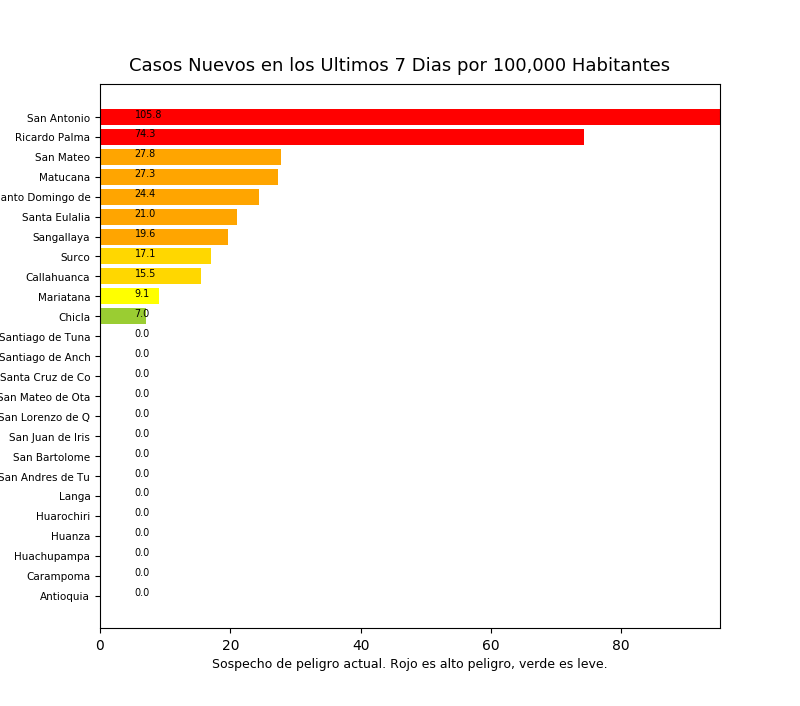 Casos Nuevos en los Ultimos 7 Dias por 100,000 Habitantes
San Antonio 105.8
Ricardo Palma 74.3
San Mateo 27.8
Matucana 27.3
anto Domingo de 24.4
Santa Eulalia 21.0
Sangallaya 19.6
Surco 17.1
Callahuanca 15.5
Mariatana 9.1
Chicla 7.0
Santiago de Tuna 0.0
Santiago de Anch 0.0
Santa Cruz de Co 0.0
San Mateo de Ota 0.0
San Lorenzo de Q 0.0
San Juan de Iris 0.0
San Bartolome 0.0
San Andres de Tu 0.0
Langa 0.0
Huarochiri 0.0
Huanza 0.0
Huachupampa 0.0
Carampoma 0.0
Antioquia 0.0
0 20 40 60 80
Sospecho de peligro actual. Rojo es alto peligro, verde es leve.